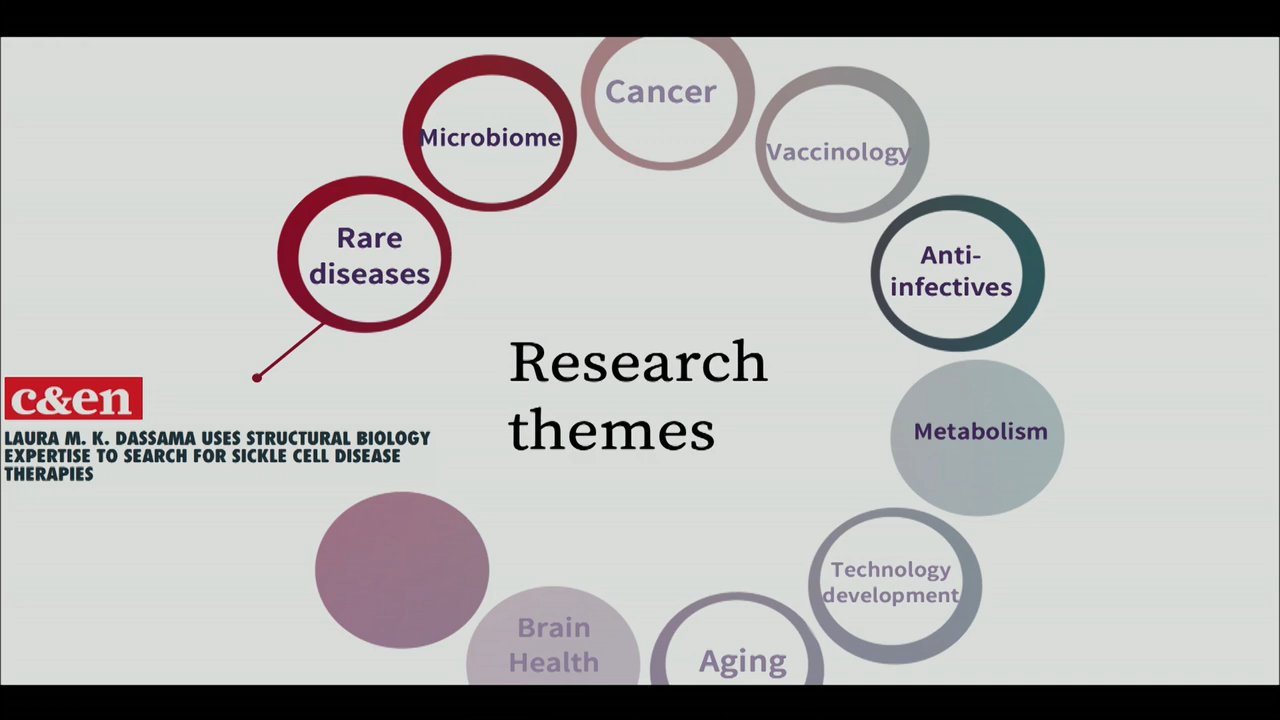 Cancer
Microbiome
Vaccinology
Rare
diseases
Anti-
infectives
Research
themes
c&en
LAURA M. K. DASSAMA USES STRUCTURAL BIOLOGY
EXPERTISE TO SEARCH FOR SICKLE CELL DISEASE
THERAPIES
Metabolism
Technology
development
Brain
Health
Aging